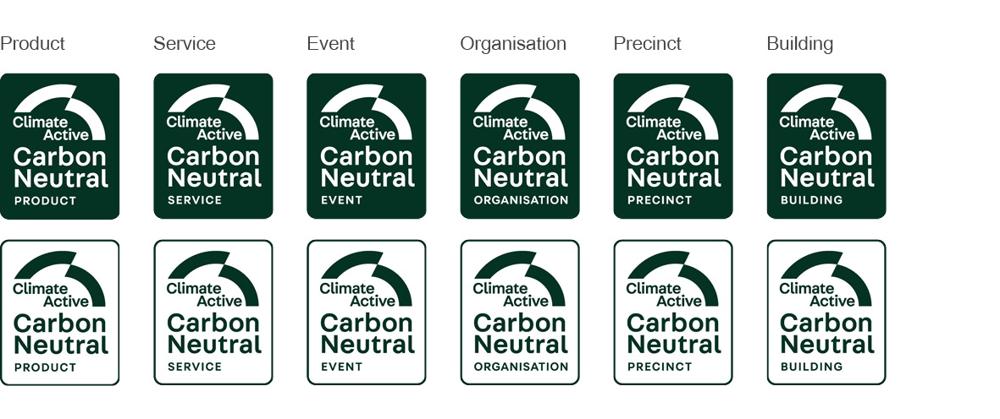 Product
Service
Event
Organisation
Precinct
Building
Climate
Active
Carbon
Neutral
PRODUCT
Climate
Active
Carbon
Neutral
SERVICE
Climate
Active
Carbon
Neutral
EVENT
Climate
Active
Carbon
Neutral
ORGANISATION
Climate
Active
Carbon
Neutral
PRECINCT
Climate
Active
Carbon
Neutral
BUILDING
Climate
Active
Carbon
Neutral
PRODUCT
Climate
Active
Carbon
Neutral
SERVICE
Climate
Active
Carbon
Neutral
EVENT
Climate
Active
Carbon
Neutral
ORGANISATION
Climate
Active
Carbon
Neutral
PRECINCT
Climate
Active
Carbon
Neutral
BUILDING